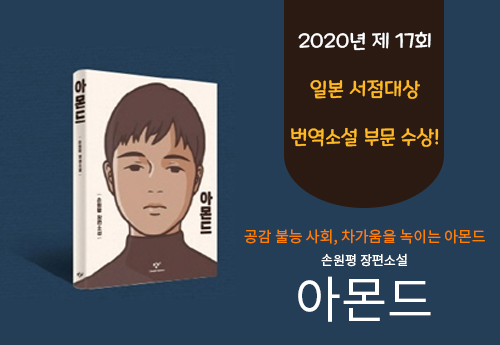 2020년 제 17회
일본 서점대상
번역소설 부문 수상!
공감 불능 사회, 차가움을 녹이는 아몬드
손원평 장편소설
아몬드
아몬드
아몬드
손원평 장편소설